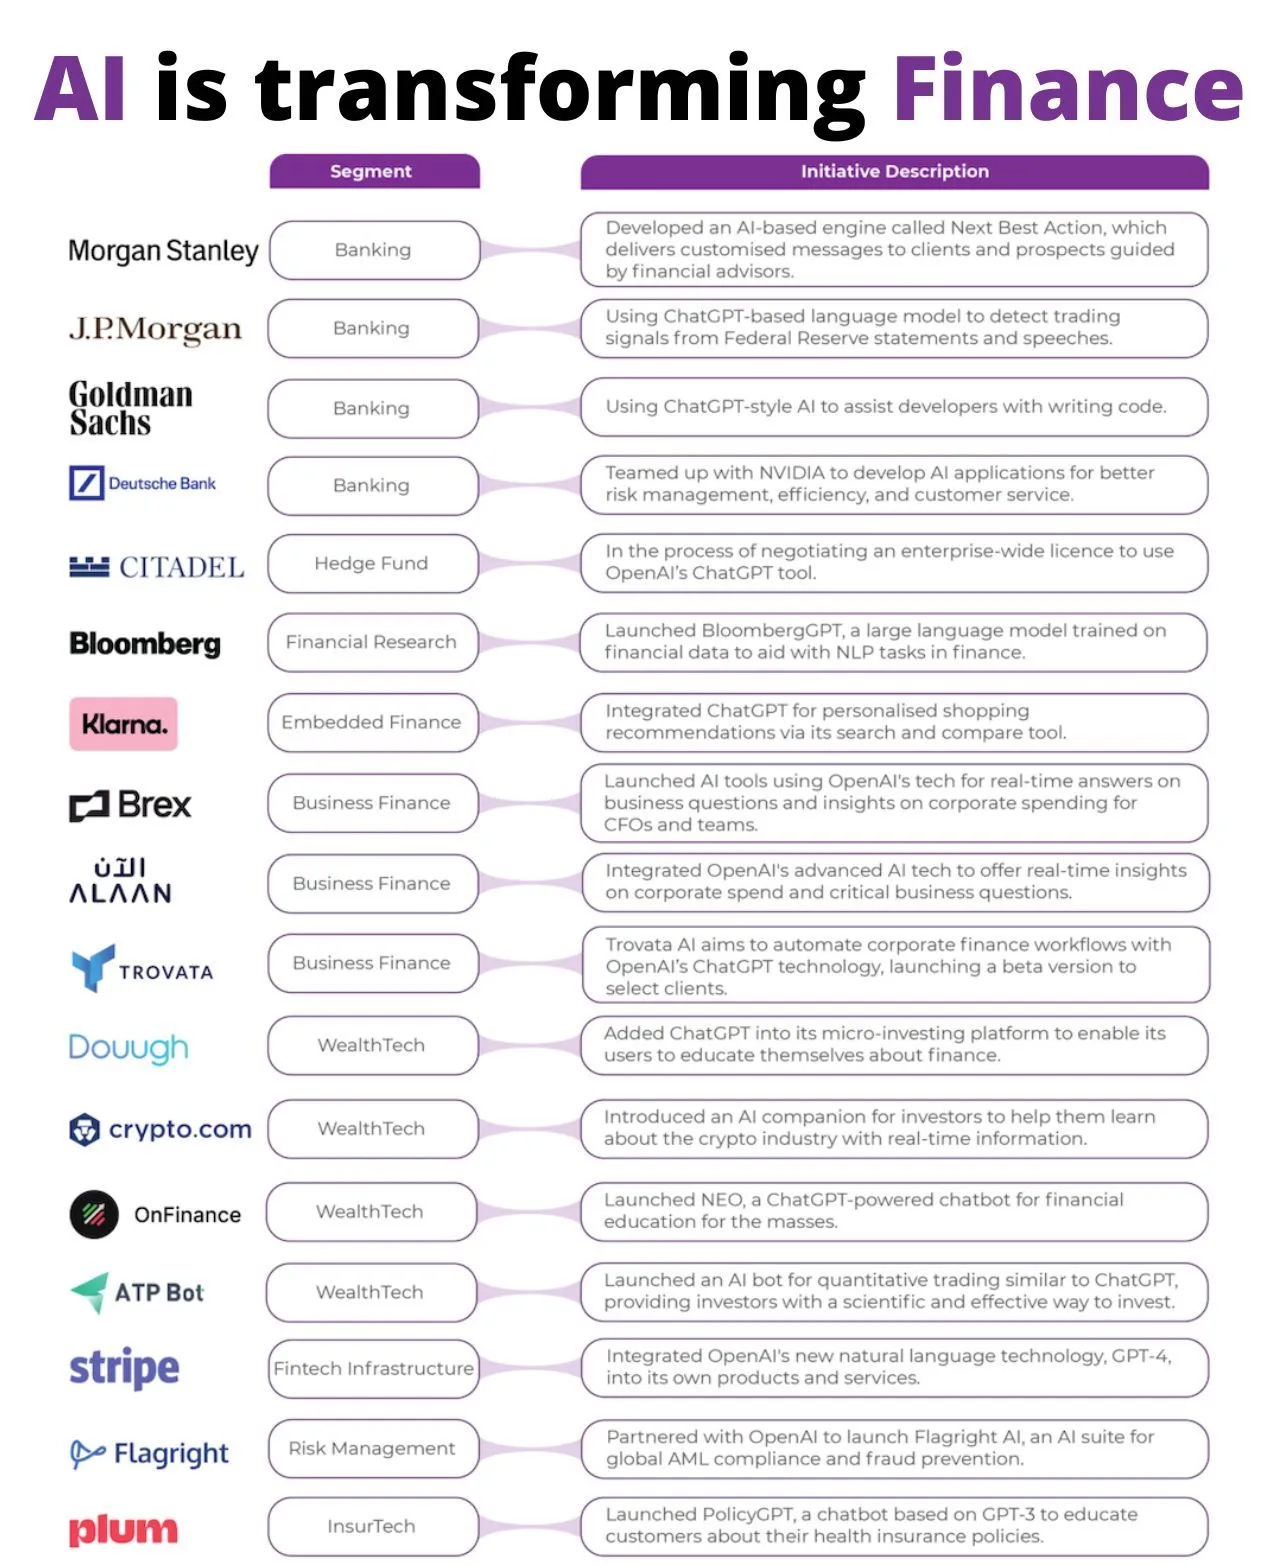 AI is transforming Finance
Segment
Initiative Description
Morgan Stanley
Banking
Developed an AI-based engine called Next Best Action, which
delivers customised messages to clients and prospects guided
by financial advisors.
J.P.Morgan
Banking
Using ChatGPT-based language model to detect trading
signals from Federal Reserve statements and speeches.
Goldman
Sachs
Banking
Using ChatGPT-style AI to assist developers with writing code.
Deutsche Bank
Banking
Teamed up with NVIDIA to develop AI applications for better
risk management, efficiency, and customer service.
CITADEL
Hedge Fund
In the process of negotiating an enterprise-wide licence to use
OpenAI's ChatGPT tool.
Bloomberg
Financial Research
Launched BloombergGPT, a large language model trained on
financial data to aid with NLP tasks in finance.
Klarna.
Embedded Finance
Integrated ChatGPT for personalised shopping
recommendations via its search and compare tool.
Brex
Business Finance
Launched AI tools using OpenAI's tech for real-time answers on
business questions and insights on corporate spending for
CFOs and teams.
الآن
ALAAN
Business Finance
Integrated OpenAI's advanced AI tech to offer real-time insights
on corporate spend and critical business questions.
TROVATA
Business Finance
Trovata AI aims to automate corporate finance workflows with
OpenAI's ChatGPT technology, launching a beta version to
select clients.
Douugh
WealthTech
Added ChatGPT into its micro-investing platform to enable its
users to educate themselves about finance.
crypto.com
WealthTech
Introduced an AI companion for investors to help them learn
about the crypto industry with real-time information.
OnFinance
WealthTech
Launched NEO, a ChatGPT-powered chatbot for financial
education for the masses.
ATP Bot
WealthTech
Launched an AI bot for quantitative trading similar to ChatGPT,
providing investors with a scientific and effective way to invest.
stripe
Fintech Infrastructure
Integrated OpenAI's new natural language technology, GPT-4,
into its own products and services.
Flagright
Risk Management
Partnered with OpenAI to launch Flagright AI, an AI suite for
global AML compliance and fraud prevention.
plum
InsurTech
Launched PolicyGPT, a chatbot based on GPT-3 to educate
customers about their health insurance policies.